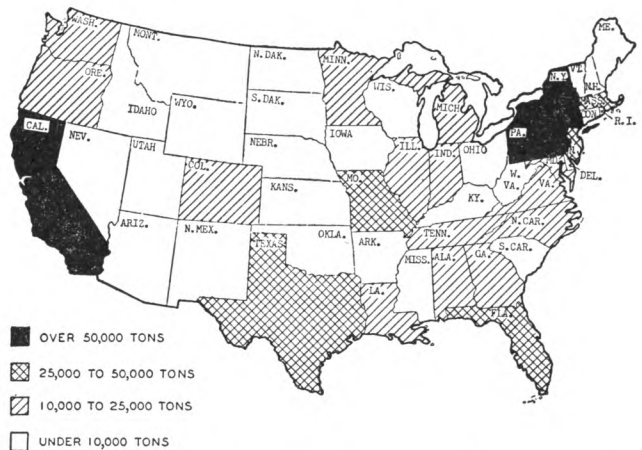 WASH.
MONT.
ME.
N.DAK.
MINN.
VT.
ORE.
N.H.
N.Y.
WIS.
MASS.
S.DAK.
MICH
CONN.
WYO.
IDAHO
R.I.
CAL.
IOWA
PA.
NEV.
NEBR.
N.J.
UTAH
ILL.
IND.
OHIO
MD.
COL.
W.
VA.
DEL.
MO.
VA.
KANS.
KY.
N.CAR.
ARIZ.
N.MEX.
OKLA.
TENN.
TEXAS
ARK.
S.CAR.
MISS.
ALA.
GA.
LA.
FLA.
OVER 50,000 TONS
25,000 TO 50,000 TONS
10,000 TO 25,000 TONS
UNDER 10,000 TONS